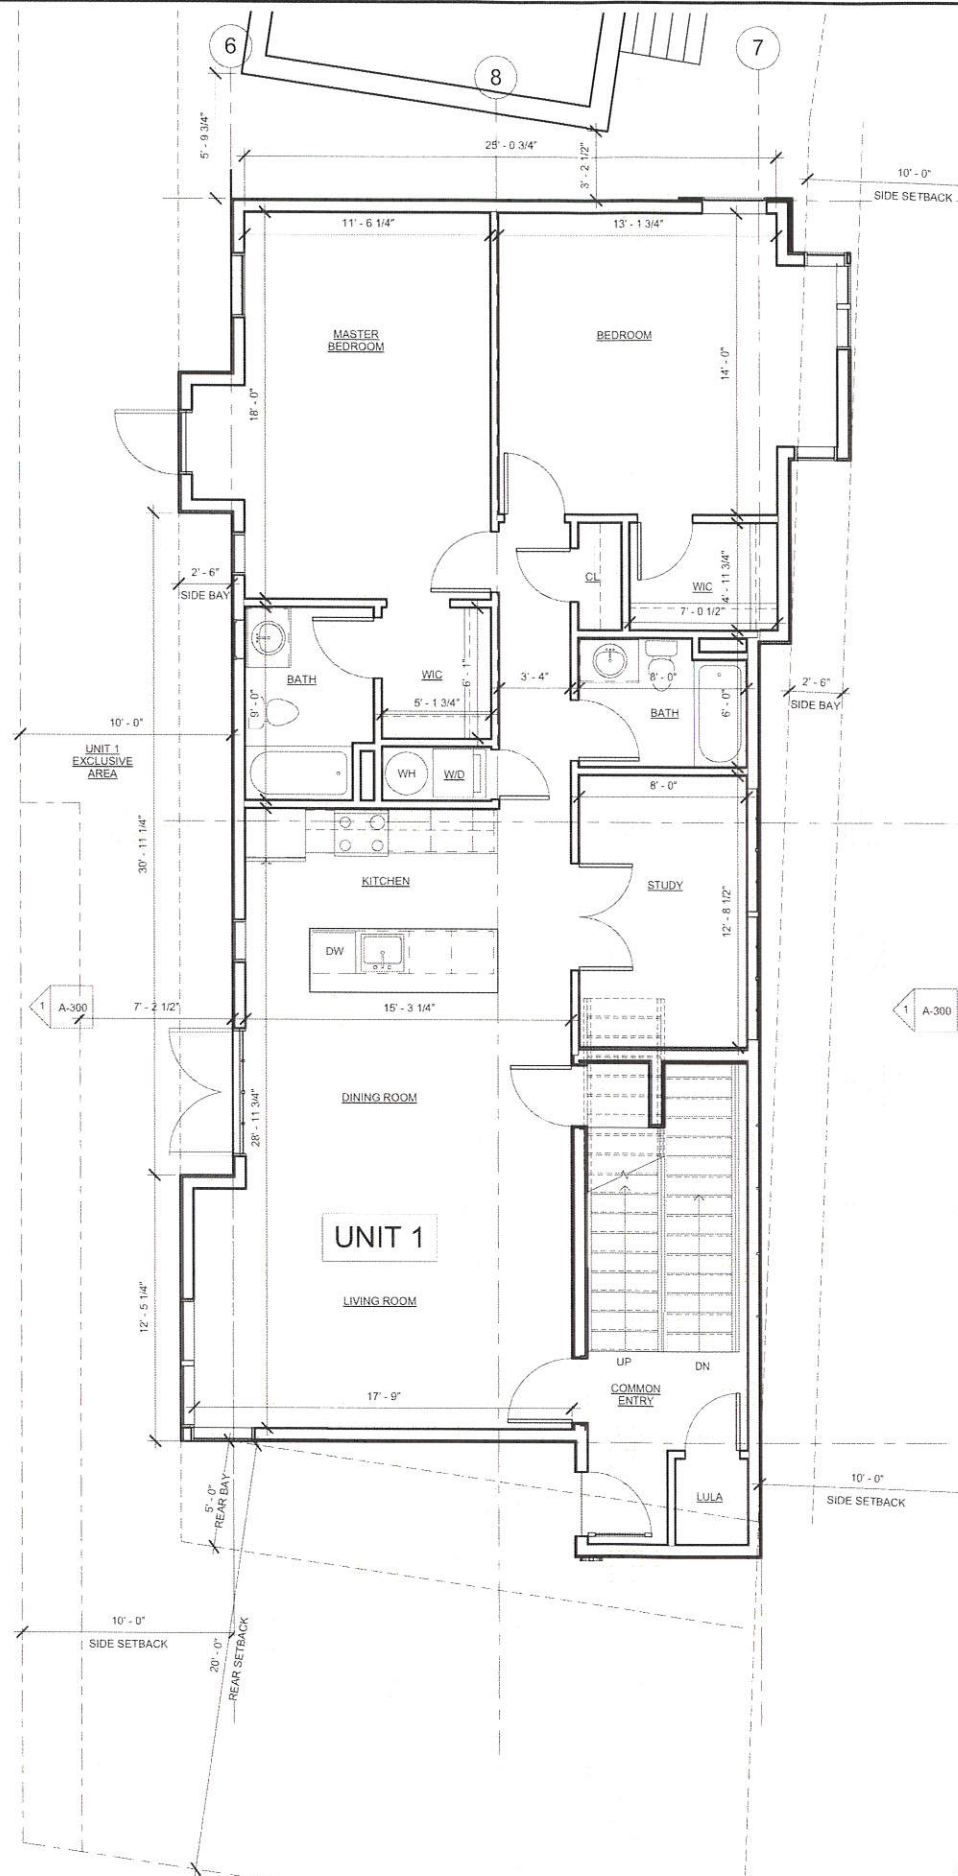 6
8
7
5' - 9 3/4"
25' - 0 3/4"
3' - 2 1/2"
10' - 0"
SIDE SETBACK
11' - 6 1/4"
13' - 1 3/4"
MASTER
BEDROOM
BEDROOM
18' - 0"
14' - 0"
2' - 6"
SIDE BAY
CL
WIC
4' - 11 3/4"
7' - 0 1/2"
BATH
9' - 0"
WIC
6' - 1"
5' - 1 3/4"
3' - 4"
8' - 0"
BATH
6' - 0"
2' - 6"
SIDE BAY
10' - 0"
UNIT 1
EXCLUSIVE
AREA
WH
W/D
8' - 0"
30' - 11 1/4"
KITCHEN
STUDY
12' - 8 1/2"
DW
1
A-300
7' - 2 1/2"
15' - 3 1/4"
1
A-300
DINING ROOM
28' - 11 3/4"
UNIT 1
LIVING ROOM
12' - 5 1/4"
17' - 9"
UP
DN
COMMON
ENTRY
LULA
10' - 0"
SIDE SETBACK
5' - 0"
REAR BAY
10' - 0"
SIDE SETBACK
20' - 0"
REAR SETBACK